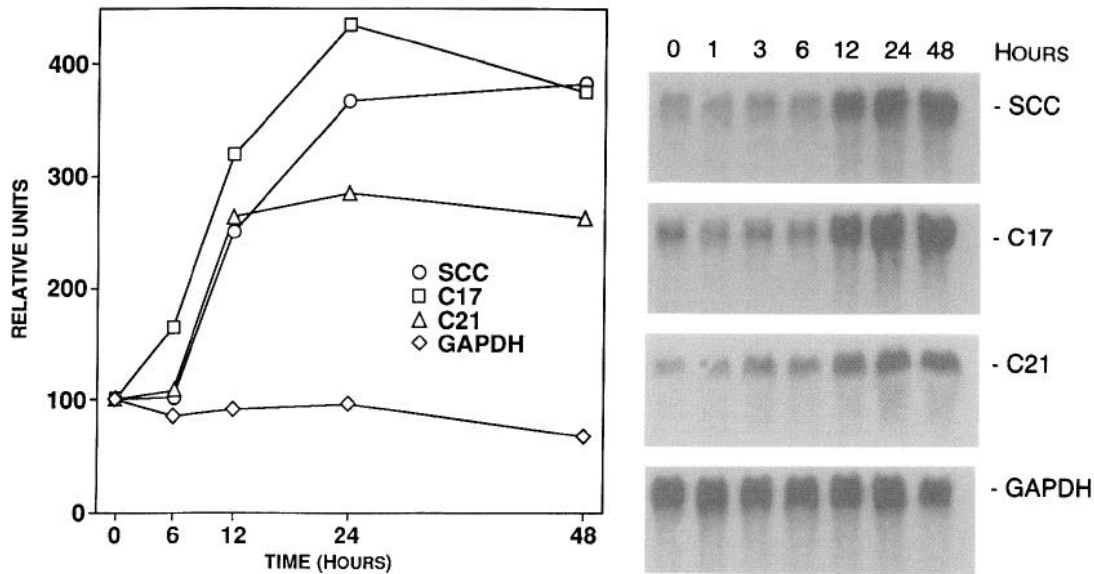 400
300
200
100
0
RELATIVE UNITS
SCC
C17
C21
GAPDH
0 6 12 24 48
TIME (HOURS)
0 1 3 6 12 24 48 HOURS
- SCC
- C17
- C21
- GAPDH